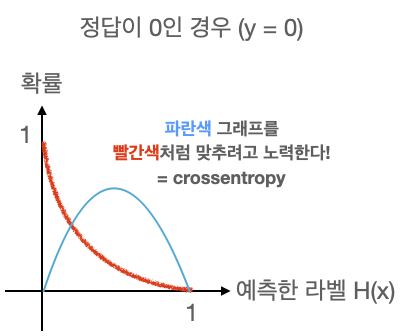 정답이 0인 경우 (y = 0)
확률
1
파란색 그래프를
빨간색처럼 맞추려고 노력한다!
= crossentropy
예측한 라벨 H(x)
1